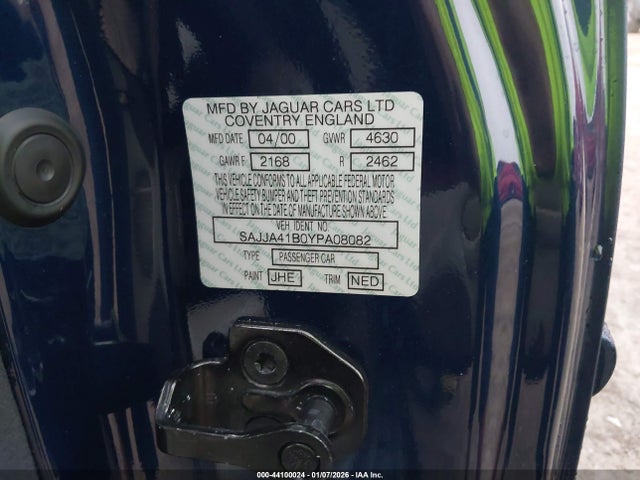 MFD BY JAGUAR CARS LTD
COVENTRY ENGLAND
MFD DATE 04/00 GVWR 4630
GAWR F 2168 R 2462
THIS VEHICLE CONFORMS TO ALL APPLICABLE FEDERAL MOTOR
VEHICLE SAFETY BUMPER AND THEFT PREVENTION STANDARDS
IN EFFECT ON THE DATE OF MANUFACTURE SHOWN ABOVE
VEH. IDENT. NO.
SAJJA41B0YPA08082
TYPE PASSENGER CAR
PAINT JHE TRIM NED
000-44100024 - 01/07/2026 - IAA Inc.